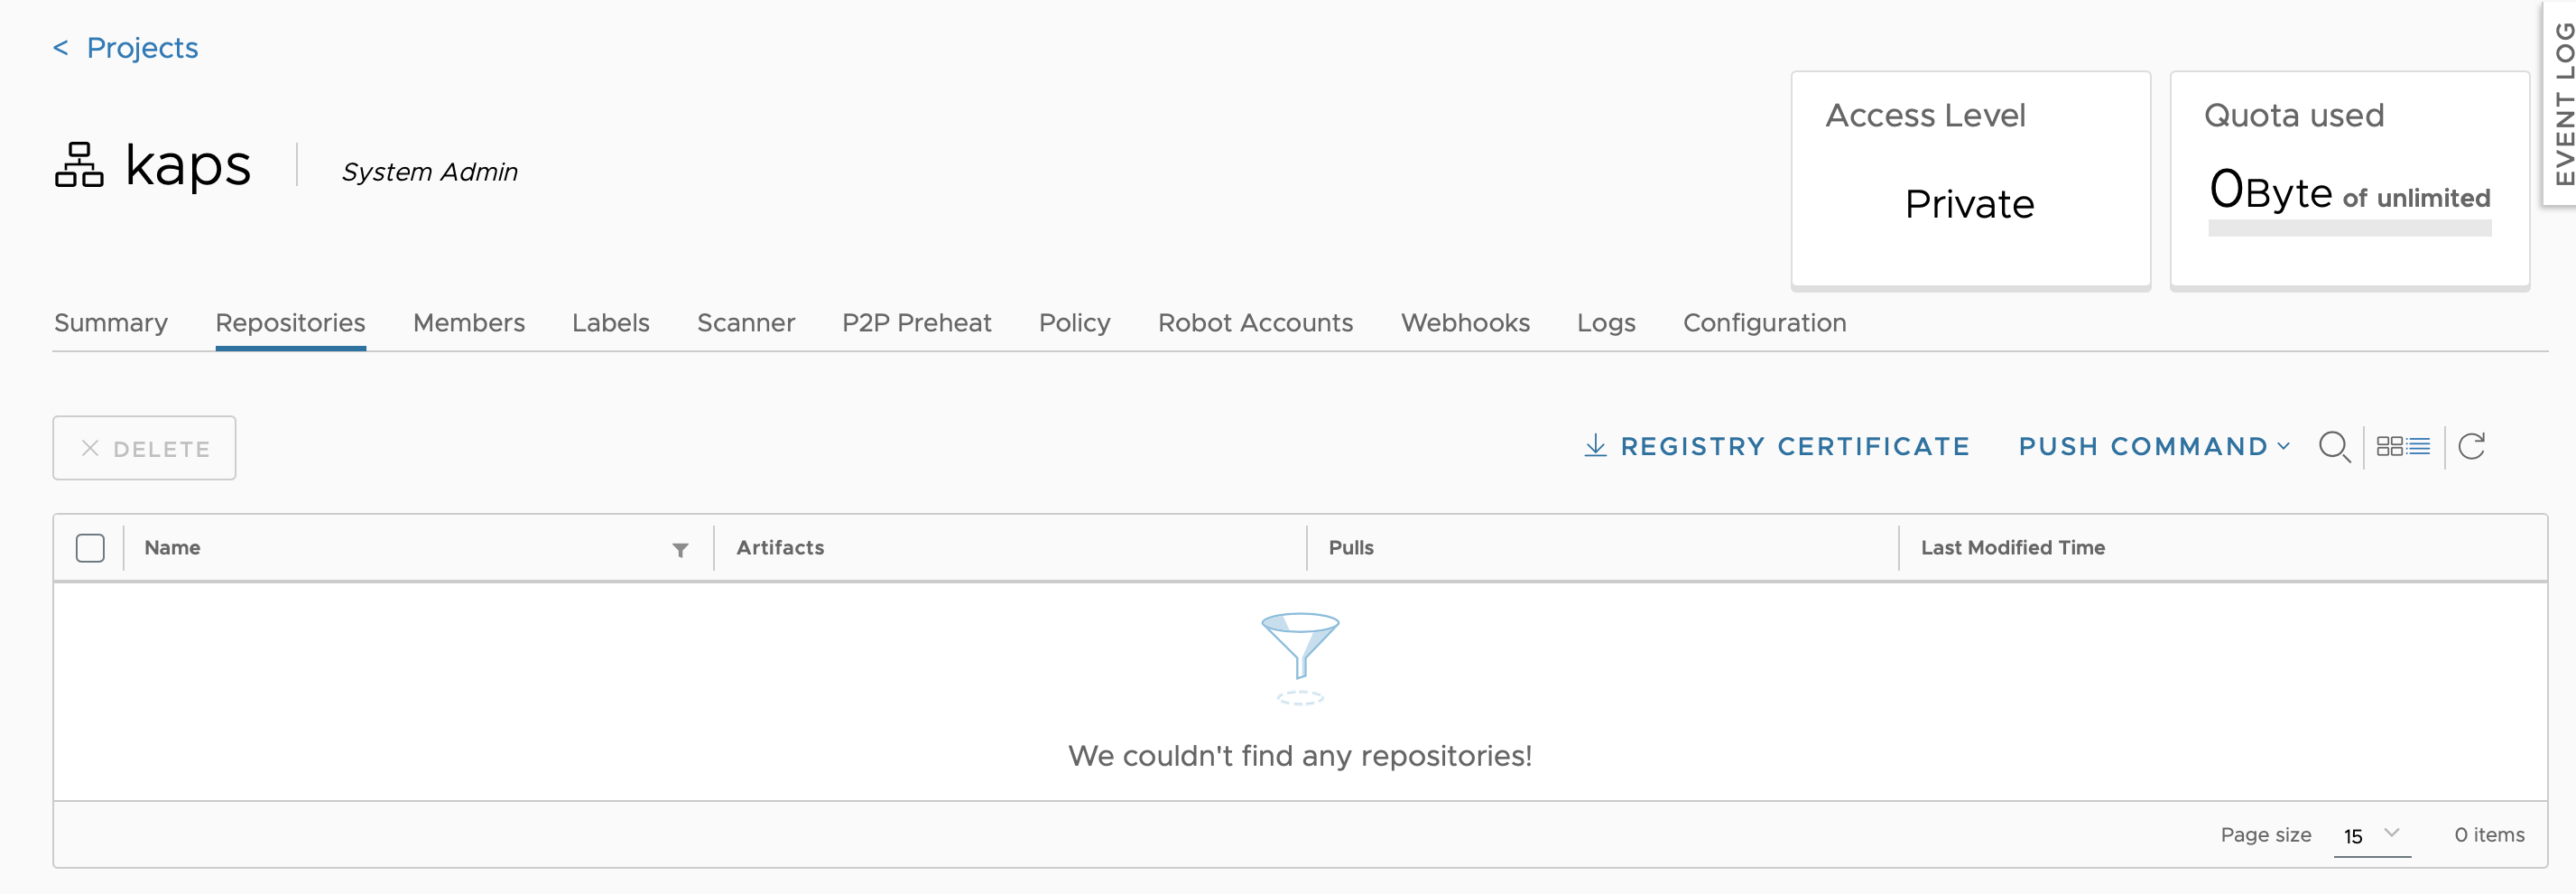 < Projects
kaps
System Admin
Access Level
Private
Quota used
0Byte of unlimited
EVENT LOG
Summary Repositories Members Labels Scanner P2P Preheat Policy Robot Accounts Webhooks Logs Configuration
DELETE
REGISTRY CERTIFICATE PUSH COMMAND
Name Artifacts Pulls Last Modified Time
We couldn't find any repositories!
Page size 15 0 items